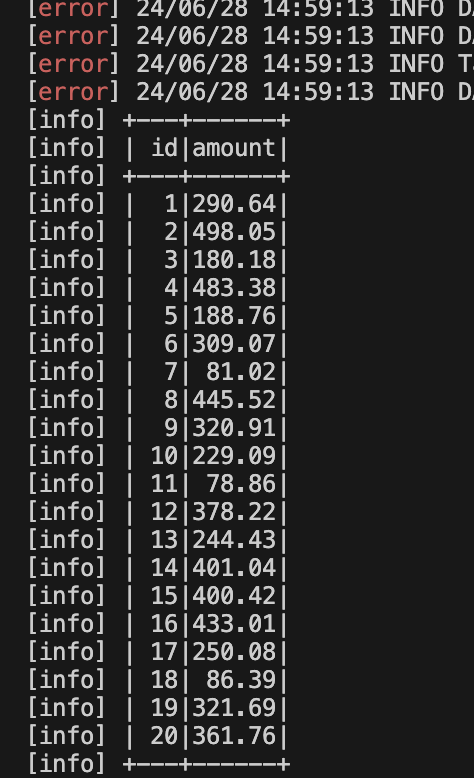 [error] 24/06/28 14:59:13 INFO
[error] 24/06/28 14:59:13 INFO
[error] 24/06/28 14:59:13 INFO
[error] 24/06/28 14:59:13 INFO
[info] +---+------+
[info] | id|amount|
[info] +---+------+
[info] |  1|290.64|
[info] |  2|498.05|
[info] |  3|180.18|
[info] |  4|483.38|
[info] |  5|188.76|
[info] |  6|309.07|
[info] |  7| 81.02|
[info] |  8|445.52|
[info] |  9|320.91|
[info] | 10|229.09|
[info] | 11| 78.86|
[info] | 12|378.22|
[info] | 13|244.43|
[info] | 14|401.04|
[info] | 15|400.42|
[info] | 16|433.01|
[info] | 17|250.08|
[info] | 18| 86.39|
[info] | 19|321.69|
[info] | 20|361.76|
[info] +---+------+